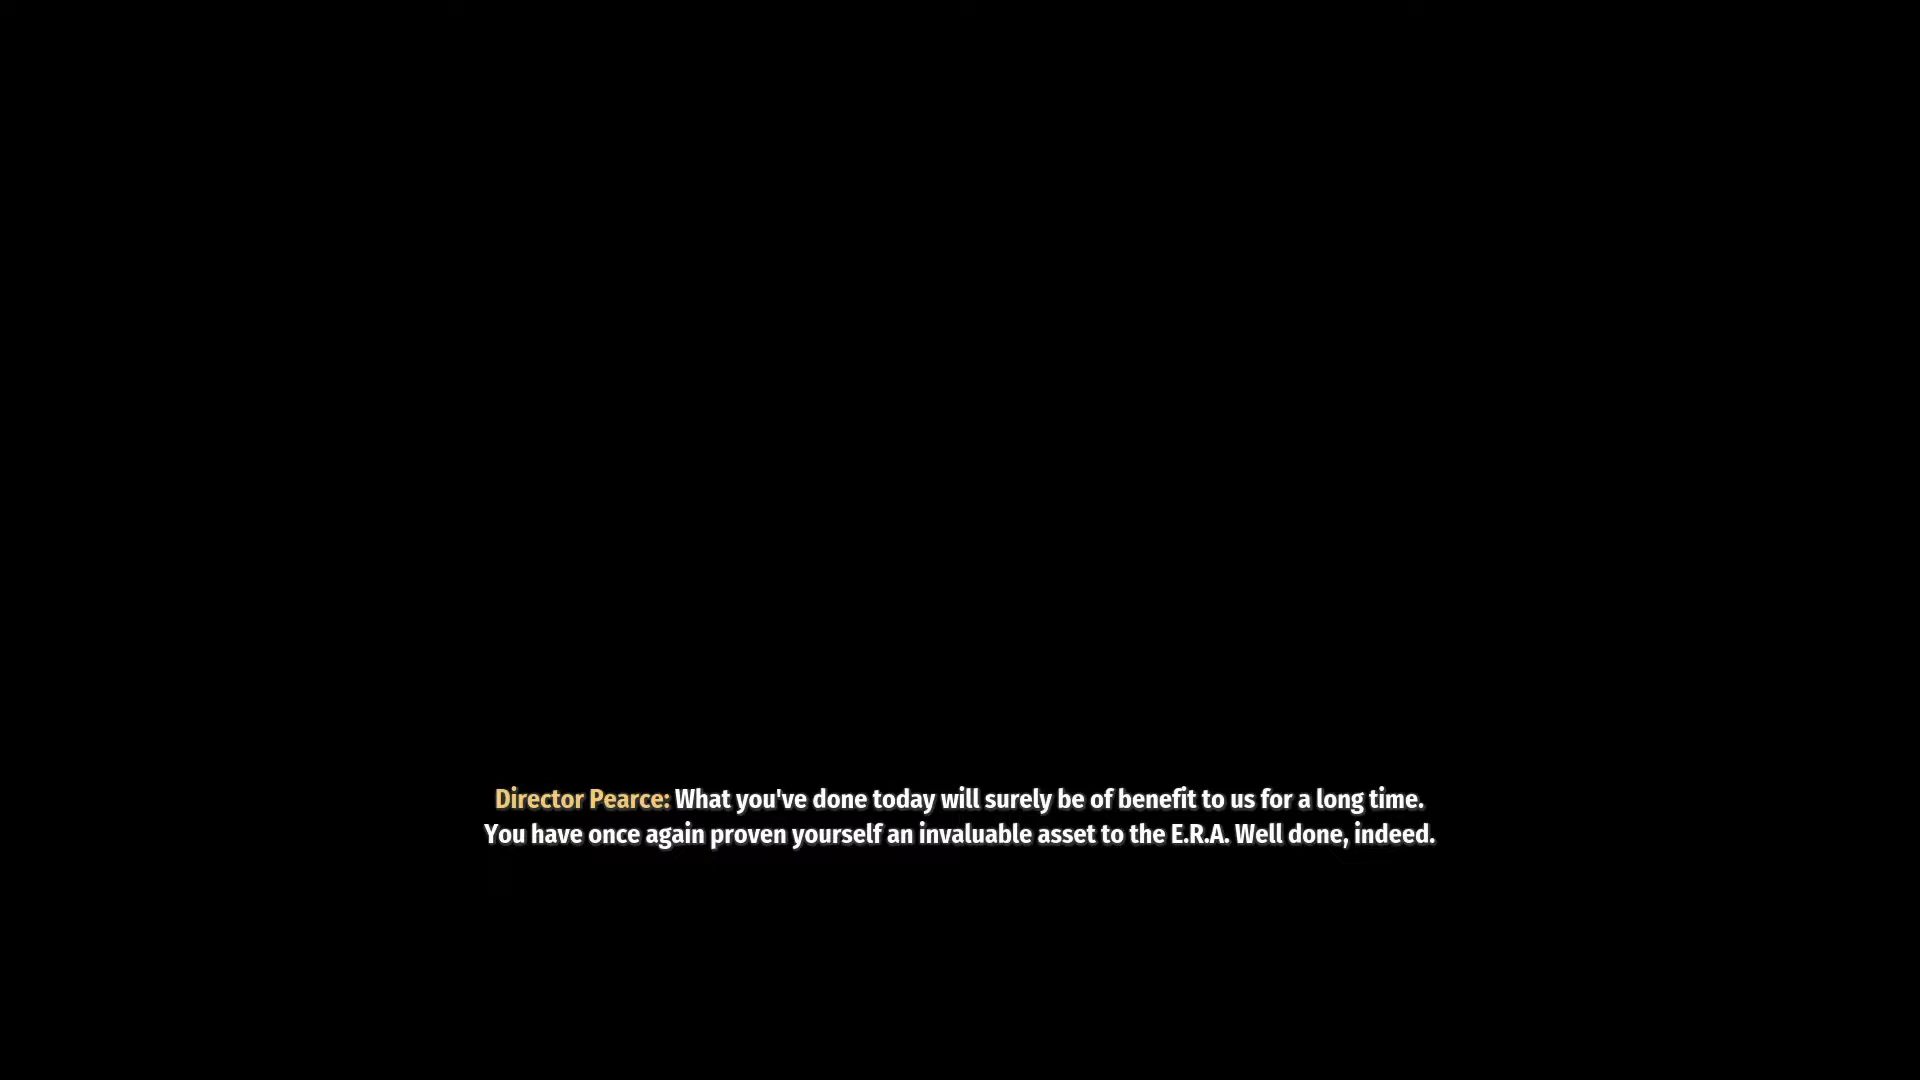 Director Pearce: What you've done today will surely be of benefit to us for a long time.
You have once again proven yourself an invaluable asset to the E.R.A. Well done, indeed.